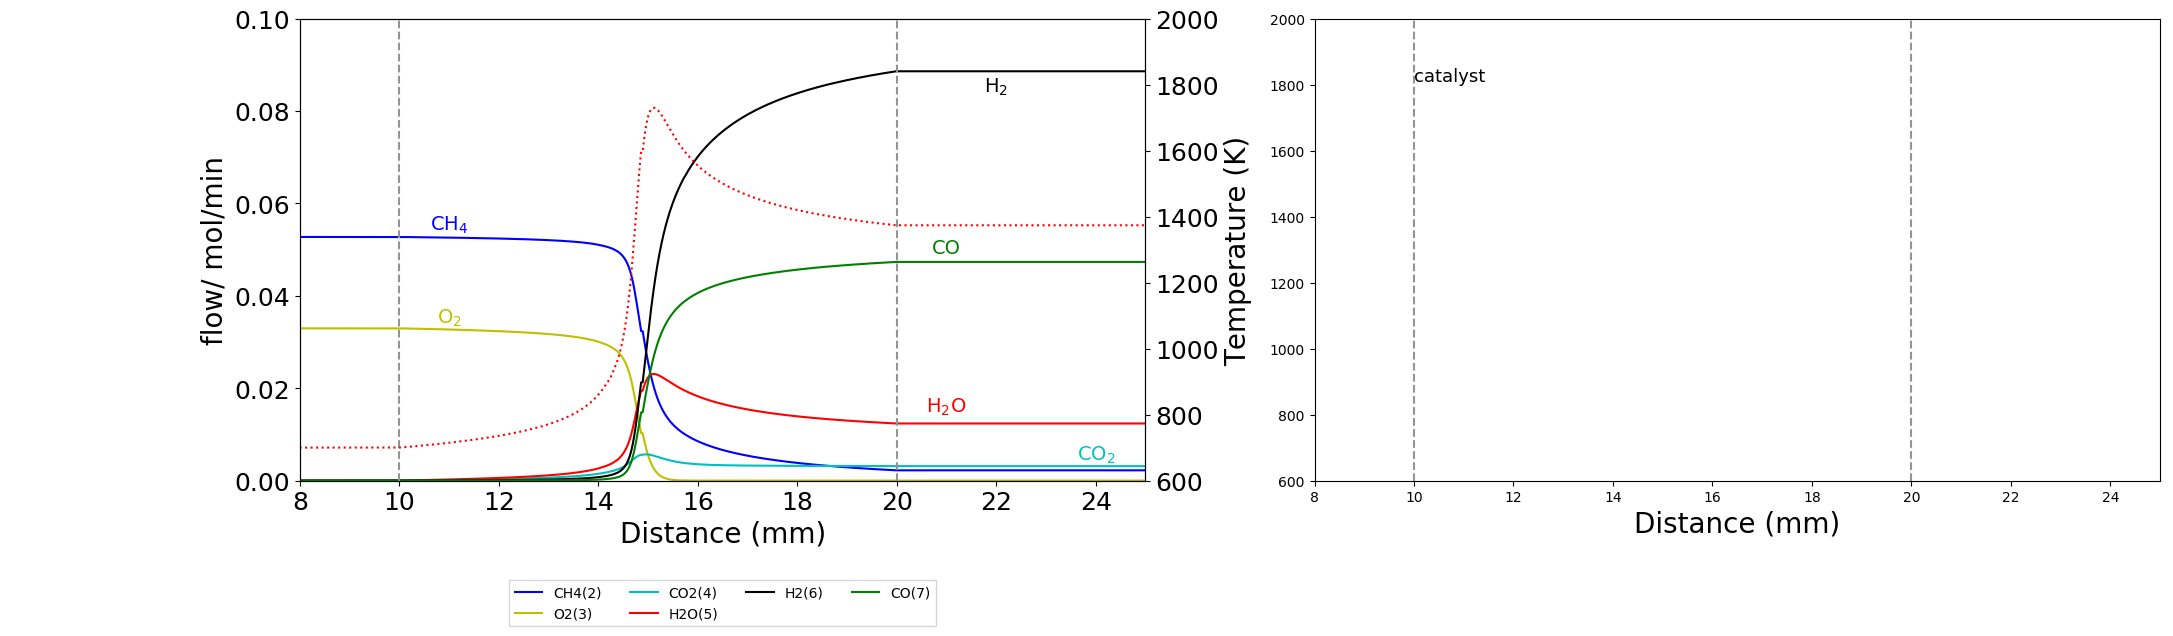 0.10
0.08
0.06
0.04
0.02
0.00
flow/ mol/min
8 10 12 14 16 18 20 22 24
Distance (mm)
CH4
O2
H2
CO
H2O
CO2
2000
1800
1600
1400
1200
1000
800
600
Temperature (K)
CH4(2) CO2(4) H2(6) CO(7)
O2(3) H2O(5)
2000
1800
1600
1400
1200
1000
800
600
catalyst
8 10 12 14 16 18 20 22 24
Distance (mm)